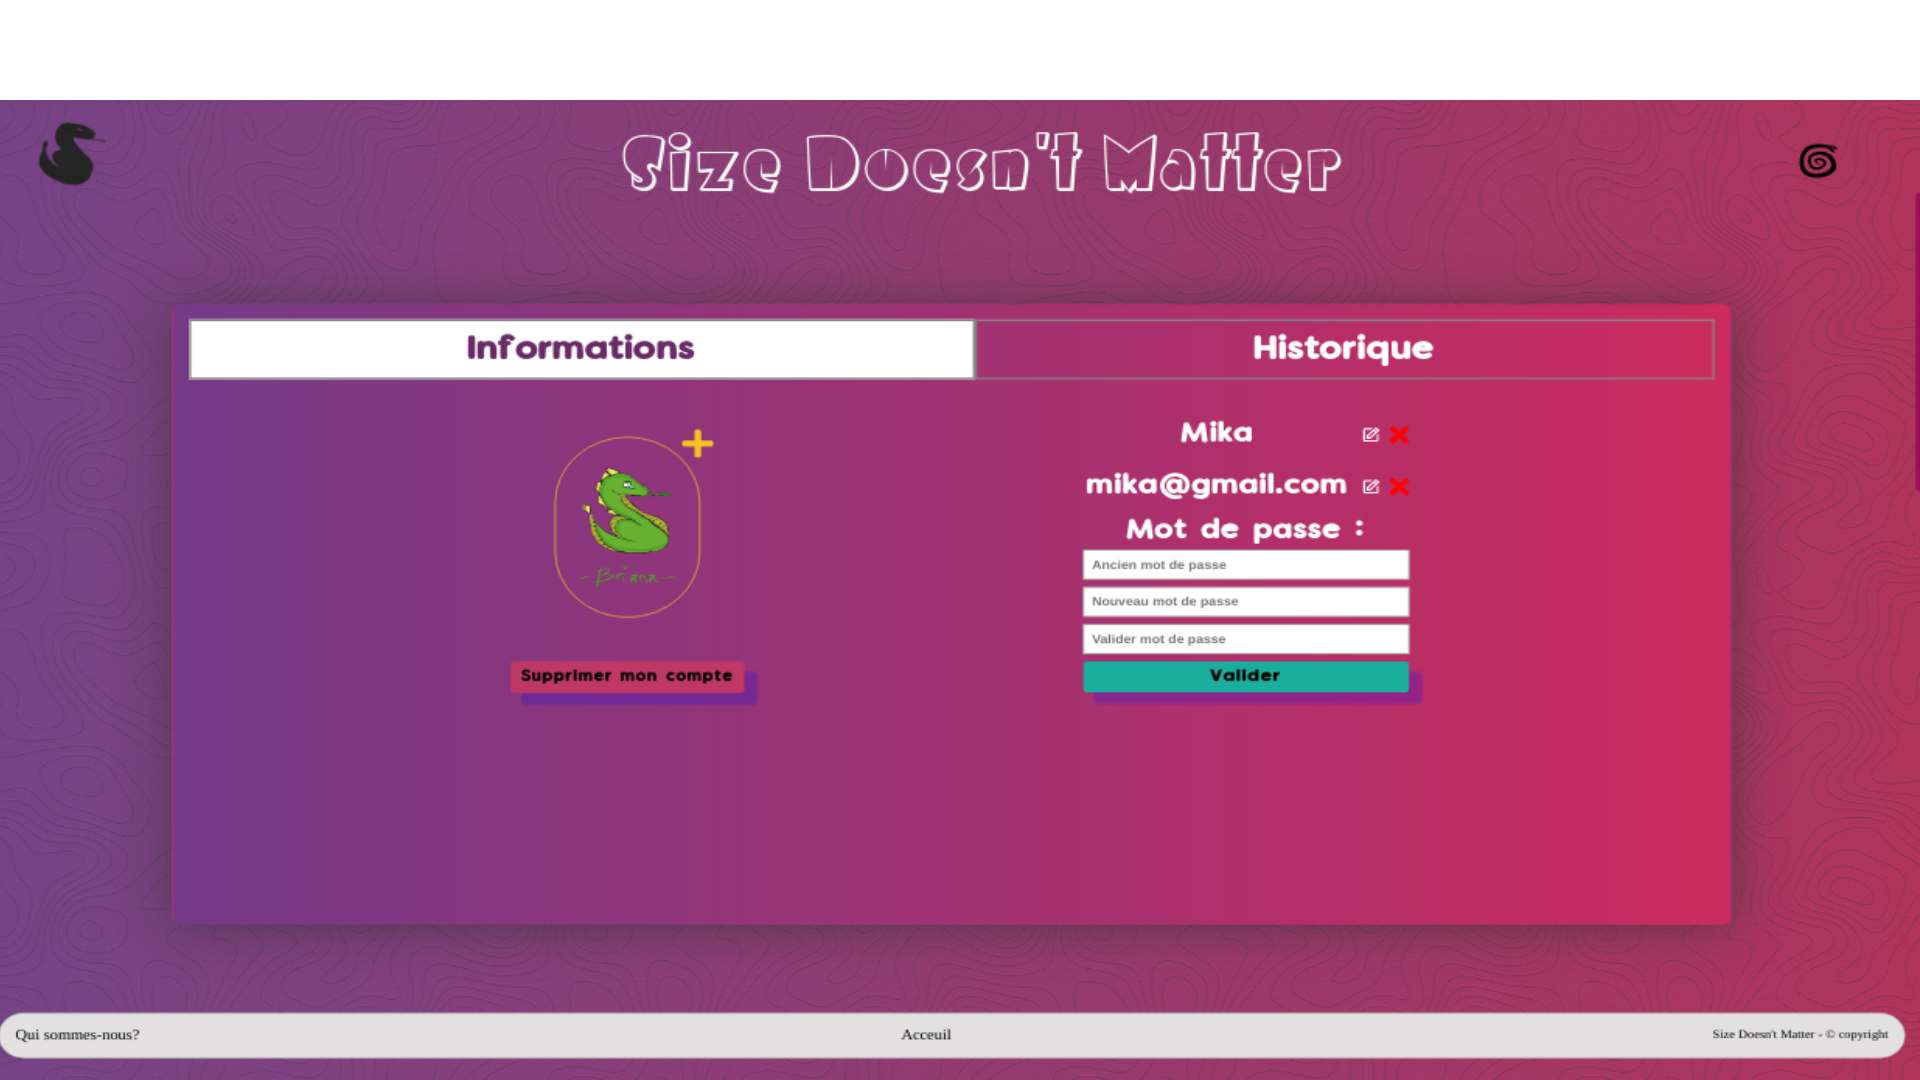 Size Doesn't Matter
Informations
Historique
Mika
mika@gmail.com
Mot de passe :
Ancien mot de passe
Nouveau mot de passe
Valider mot de passe
Valider
- Briana -
Supprimer mon compte
Qui sommes-nous?
Acceuil
Size Doesn't Matter - © copyright